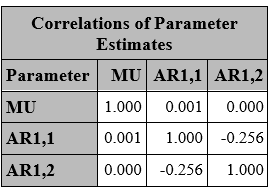 Correlations of Parameter
Estimates
Parameter MU AR1,1 AR1,2
MU 1.000 0.001 0.000
AR1,1 0.001 1.000 -0.256
AR1,2 0.000 -0.256 1.000